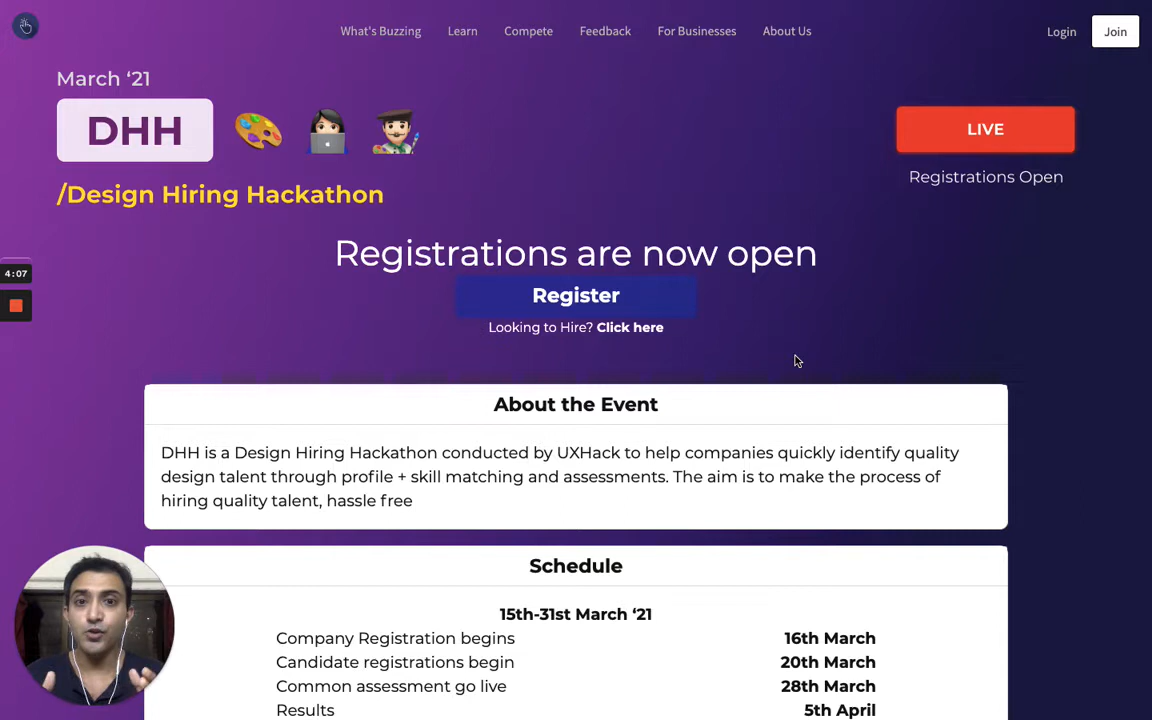 What's Buzzing Learn Compete Feedback For Businesses About Us Login Join
March ‘21
DHH
LIVE
Registrations Open
/Design Hiring Hackathon
Registrations are now open
4:07
Register
Looking to Hire? Click here
About the Event
DHH is a Design Hiring Hackathon conducted by UXHack to help companies quickly identify quality
design talent through profile + skill matching and assessments. The aim is to make the process of
hiring quality talent, hassle free
Schedule
15th-31st March ‘21
Company Registration begins 16th March
Candidate registrations begin 20th March
Common assessment go live 28th March
Results 5th April